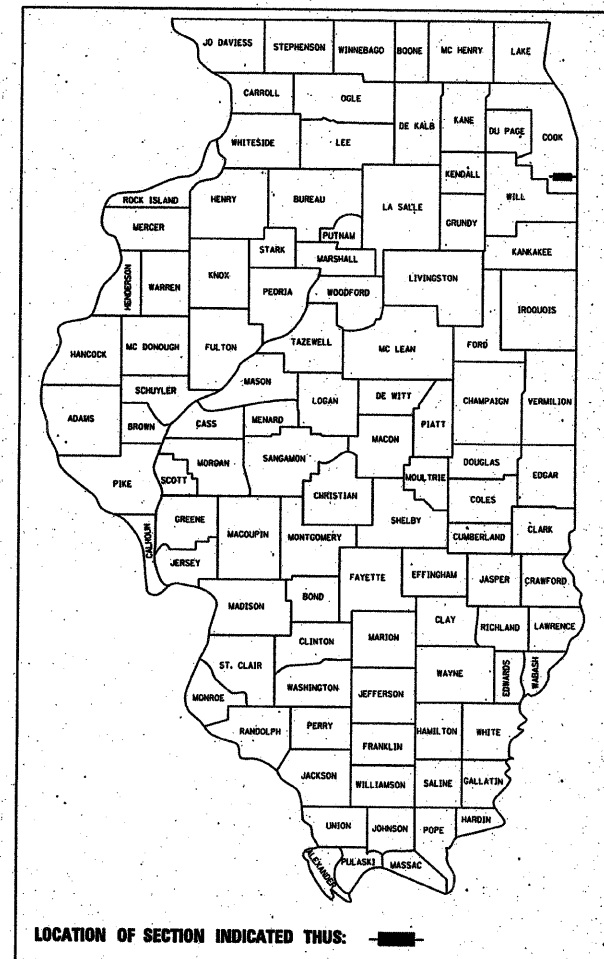 JO DAVIESS STEPHENSON WINNEBAGO BOONE MC HENRY LAKE
CARROLL OGLE DE KALB KANE DU PAGE COOK
WHITESIDE LEE
KENDALL WILL
ROCK ISLAND HENRY BUREAU LA SALLE
MERCER PUTNAM GRUNDY
STARK MARSHALL KANKAKEE
HENDERSON WARREN KNOX PEORIA WOODFORD LIVINGSTON IROQUOIS
HANCOCK MC DONOUGH FULTON TAZEWELL MC LEAN FORD
SCHUYLER MASON LOGAN DE WITT CHAMPAIGN VERMILION
ADAMS BROWN CASS MENARD PIATT
MACON
PIKE SCOTT MORGAN SANGAMON MOULTRIE DOUGLAS EDGAR
CHRISTIAN COLES
CALHOUN GREENE MACOUPIN MONTGOMERY SHELBY CUMBERLAND CLARK
JERSEY FAYETTE EFFINGHAM JASPER CRAWFORD
MADISON BOND
CLAY RICHLAND LAWRENCE
CLINTON MARION
ST. CLAIR WAYNE EDWARDS WABASH
MONROE WASHINGTON JEFFERSON
RANDOLPH PERRY HAMILTON WHITE
FRANKLIN
JACKSON WILLIAMSON SALINE GALLATIN
UNION JOHNSON POPE HARDIN
ALEXANDER PULASKI MASSAC
LOCATION OF SECTION INDICATED THUS: